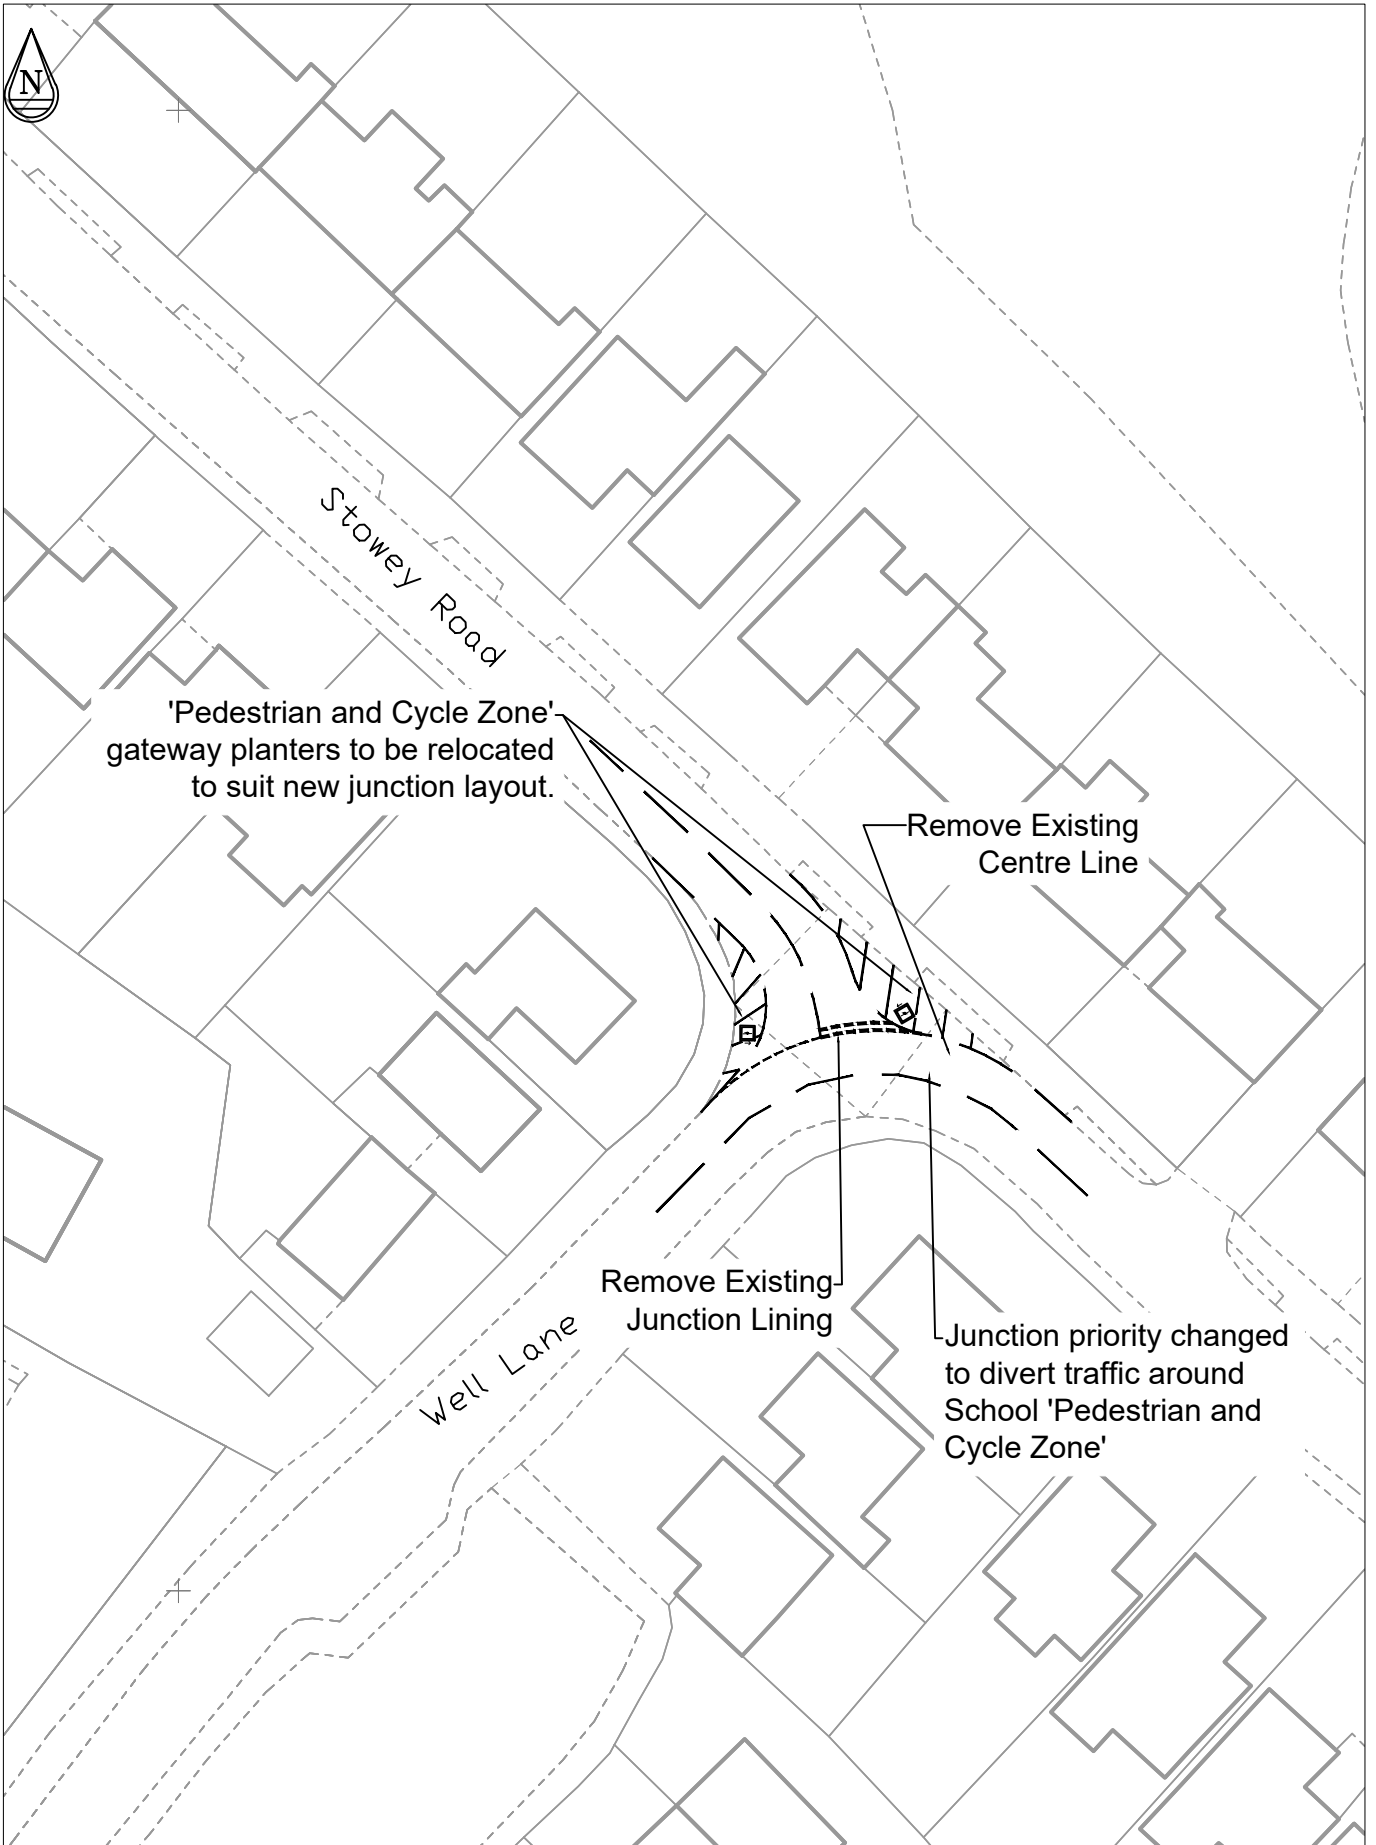 N
Stowey Road
'Pedestrian and Cycle Zone'
gateway planters to be relocated
to suit new junction layout.
Remove Existing
Centre Line
Remove Existing
Junction Lining
Junction priority changed
to divert traffic around
School 'Pedestrian and
Cycle Zone'
Well Lane